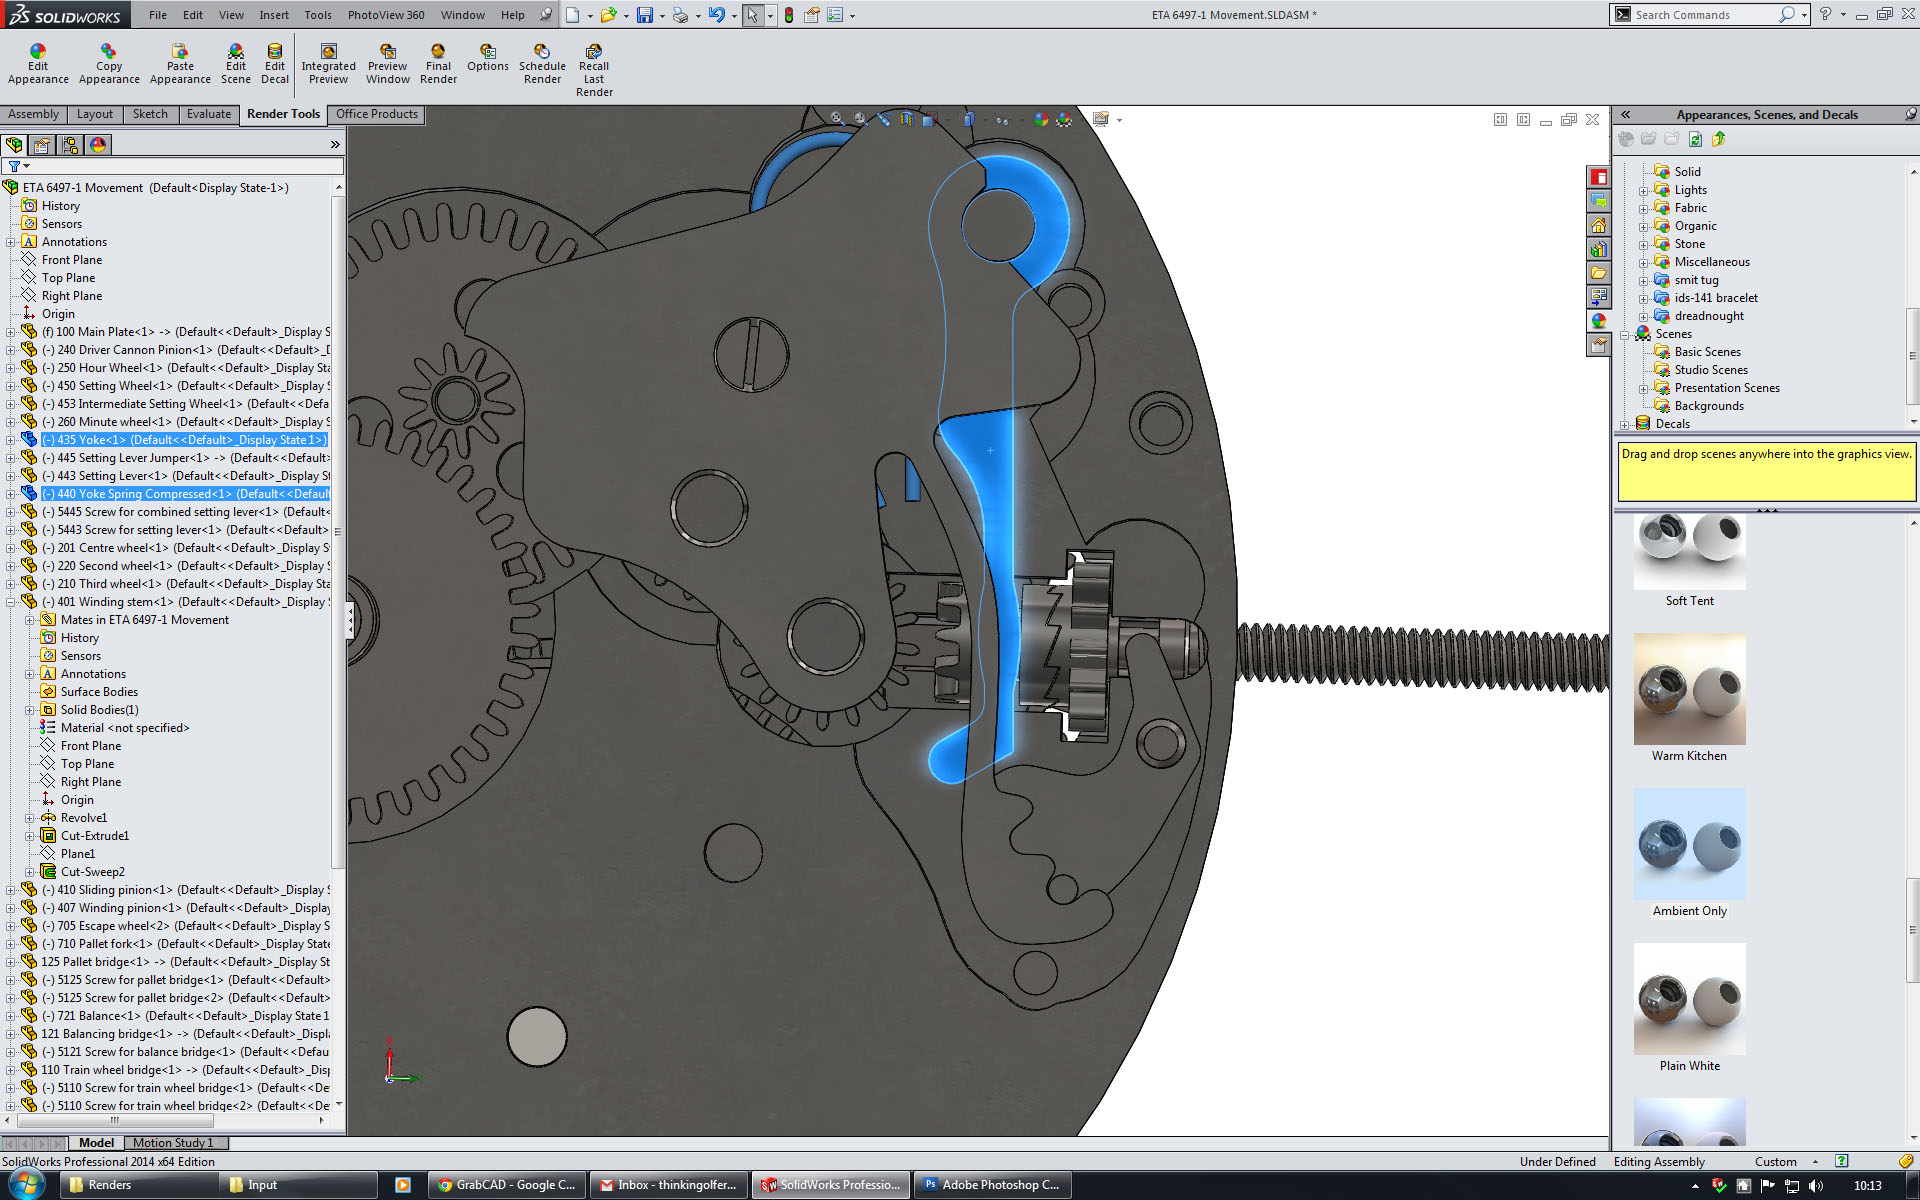 SOLIDWORKS
File Edit View Insert Tools PhotoView 360 Window Help
ETA 6497-1 Movement.SLDASM *
Search Commands
Edit Appearance
Copy Appearance
Paste Appearance
Edit Scene
Edit Decal
Integrated Preview
Preview Window
Final Render
Options
Schedule Render
Recall Last Render
Assembly Layout Sketch Evaluate Render Tools Office Products
ETA 6497-1 Movement (Default<Display State-1>)
History
Sensors
Annotations
Front Plane
Top Plane
Right Plane
Origin
(f) 100 Main Plate<1> -> (Default<<Default>_Display S
(-) 240 Driver Cannon Pinion<1> (Default<<Default>_D
(-) 250 Hour Wheel<1> (Default<<Default>_Display Sta
(-) 450 Setting Wheel<1> (Default<<Default>_Display S
(-) 453 Intermediate Setting Wheel<1> (Default<<Defa
(-) 260 Minute wheel<1> (Default<<Default>_Display S
(-) 435 Yoke<1> (Default<<Default>_Display State 1>)
(-) 445 Setting Lever Jumper<1> -> (Default<<Default>
(-) 443 Setting Lever<1> (Default<<Default>_Display St
(-) 440 Yoke Spring Compressed<1> (Default<<Default
(-) 5445 Screw for combined setting lever<1> (Default<
(-) 5443 Screw for setting lever<1> (Default<<Default>
(-) 201 Centre wheel<1> (Default<<Default>_Display St
(-) 220 Second wheel<1> (Default<<Default>_Display S
(-) 210 Third wheel<1> (Default<<Default>_Display Sta
(-) 401 Winding stem<1> (Default<<Default>_Display S
Mates in ETA 6497-1 Movement
History
Sensors
Annotations
Surface Bodies
Solid Bodies(1)
Material <not specified>
Front Plane
Top Plane
Right Plane
Origin
Revolve1
Cut-Extrude1
Plane1
Cut-Sweep2
(-) 410 Sliding pinion<1> (Default<<Default>_Display S
(-) 407 Winding pinion<1> (Default<<Default>_Display
(-) 705 Escape wheel<2> (Default<<Default>_Display S
(-) 710 Pallet fork<1> (Default<<Default>_Display State
125 Pallet bridge<1> -> (Default<<Default>_Display St
(-) 5125 Screw for pallet bridge<1> (Default<<Default>
(-) 5125 Screw for pallet bridge<2> (Default<<Default>
(-) 721 Balance<1> (Default<<Default>_Display State 1
121 Balancing bridge<1> -> (Default<<Default>_Displa
(-) 5121 Screw for balance bridge<1> (Default<<Defau
110 Train wheel bridge<1> -> (Default<<Default>_Disp
(-) 5110 Screw for train wheel bridge<1> (Default<<De
(-) 5110 Screw for train wheel bridge<2> (Default<<De
Model Motion Study 1
SolidWorks Professional 2014 x64 Edition
Appearances, Scenes, and Decals
Solid
Lights
Fabric
Organic
Stone
Miscellaneous
smit tug
ids-141 bracelet
dreadnought
Scenes
Basic Scenes
Studio Scenes
Presentation Scenes
Backgrounds
Decals
Drag and drop scenes anywhere into the graphics view.
Soft Tent
Warm Kitchen
Ambient Only
Plain White
Under Defined Editing Assembly Custom
Renders Input GrabCAD - Google C... Inbox - thinkingolfer... SolidWorks Professio... Adobe Photoshop C... 10:13